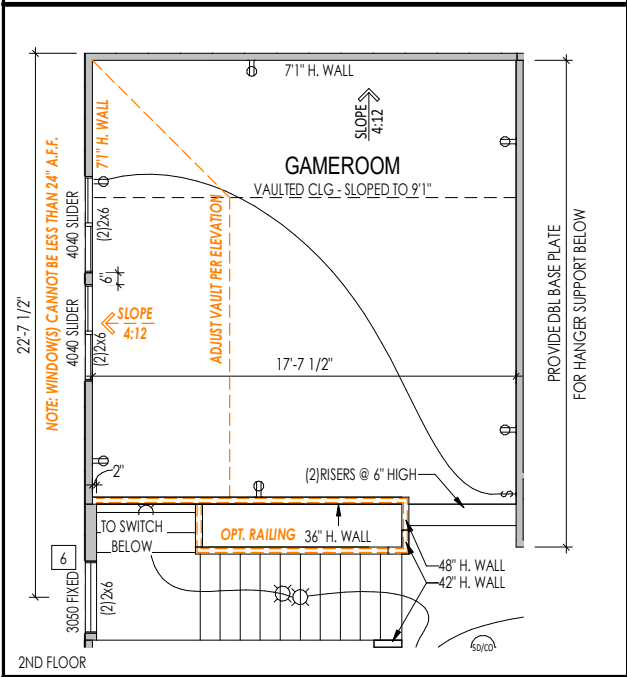 7'1" H. WALL
7'1" H. WALL
SLOPE
4:12
GAMEROOM
VAULTED CLG - SLOPED TO 9'1"
NOTE: WINDOW(S) CANNOT BE LESS THAN 24" A.F.F.
22'-7 1/2"
4040 SLIDER
(2)2x6
6"
4040 SLIDER
(2)2x6
SLOPE
4:12
ADJUST VAULT PER ELEVATION
17'-7 1/2"
PROVIDE DBL BASE PLATE
FOR HANGER SUPPORT BELOW
2"
(2)RISERS @ 6" HIGH
S
TO SWITCH
BELOW
OPT. RAILING
36" H. WALL
48" H. WALL
42" H. WALL
6
3050 FIXED
(2)2x6
SD/CO
2ND FLOOR